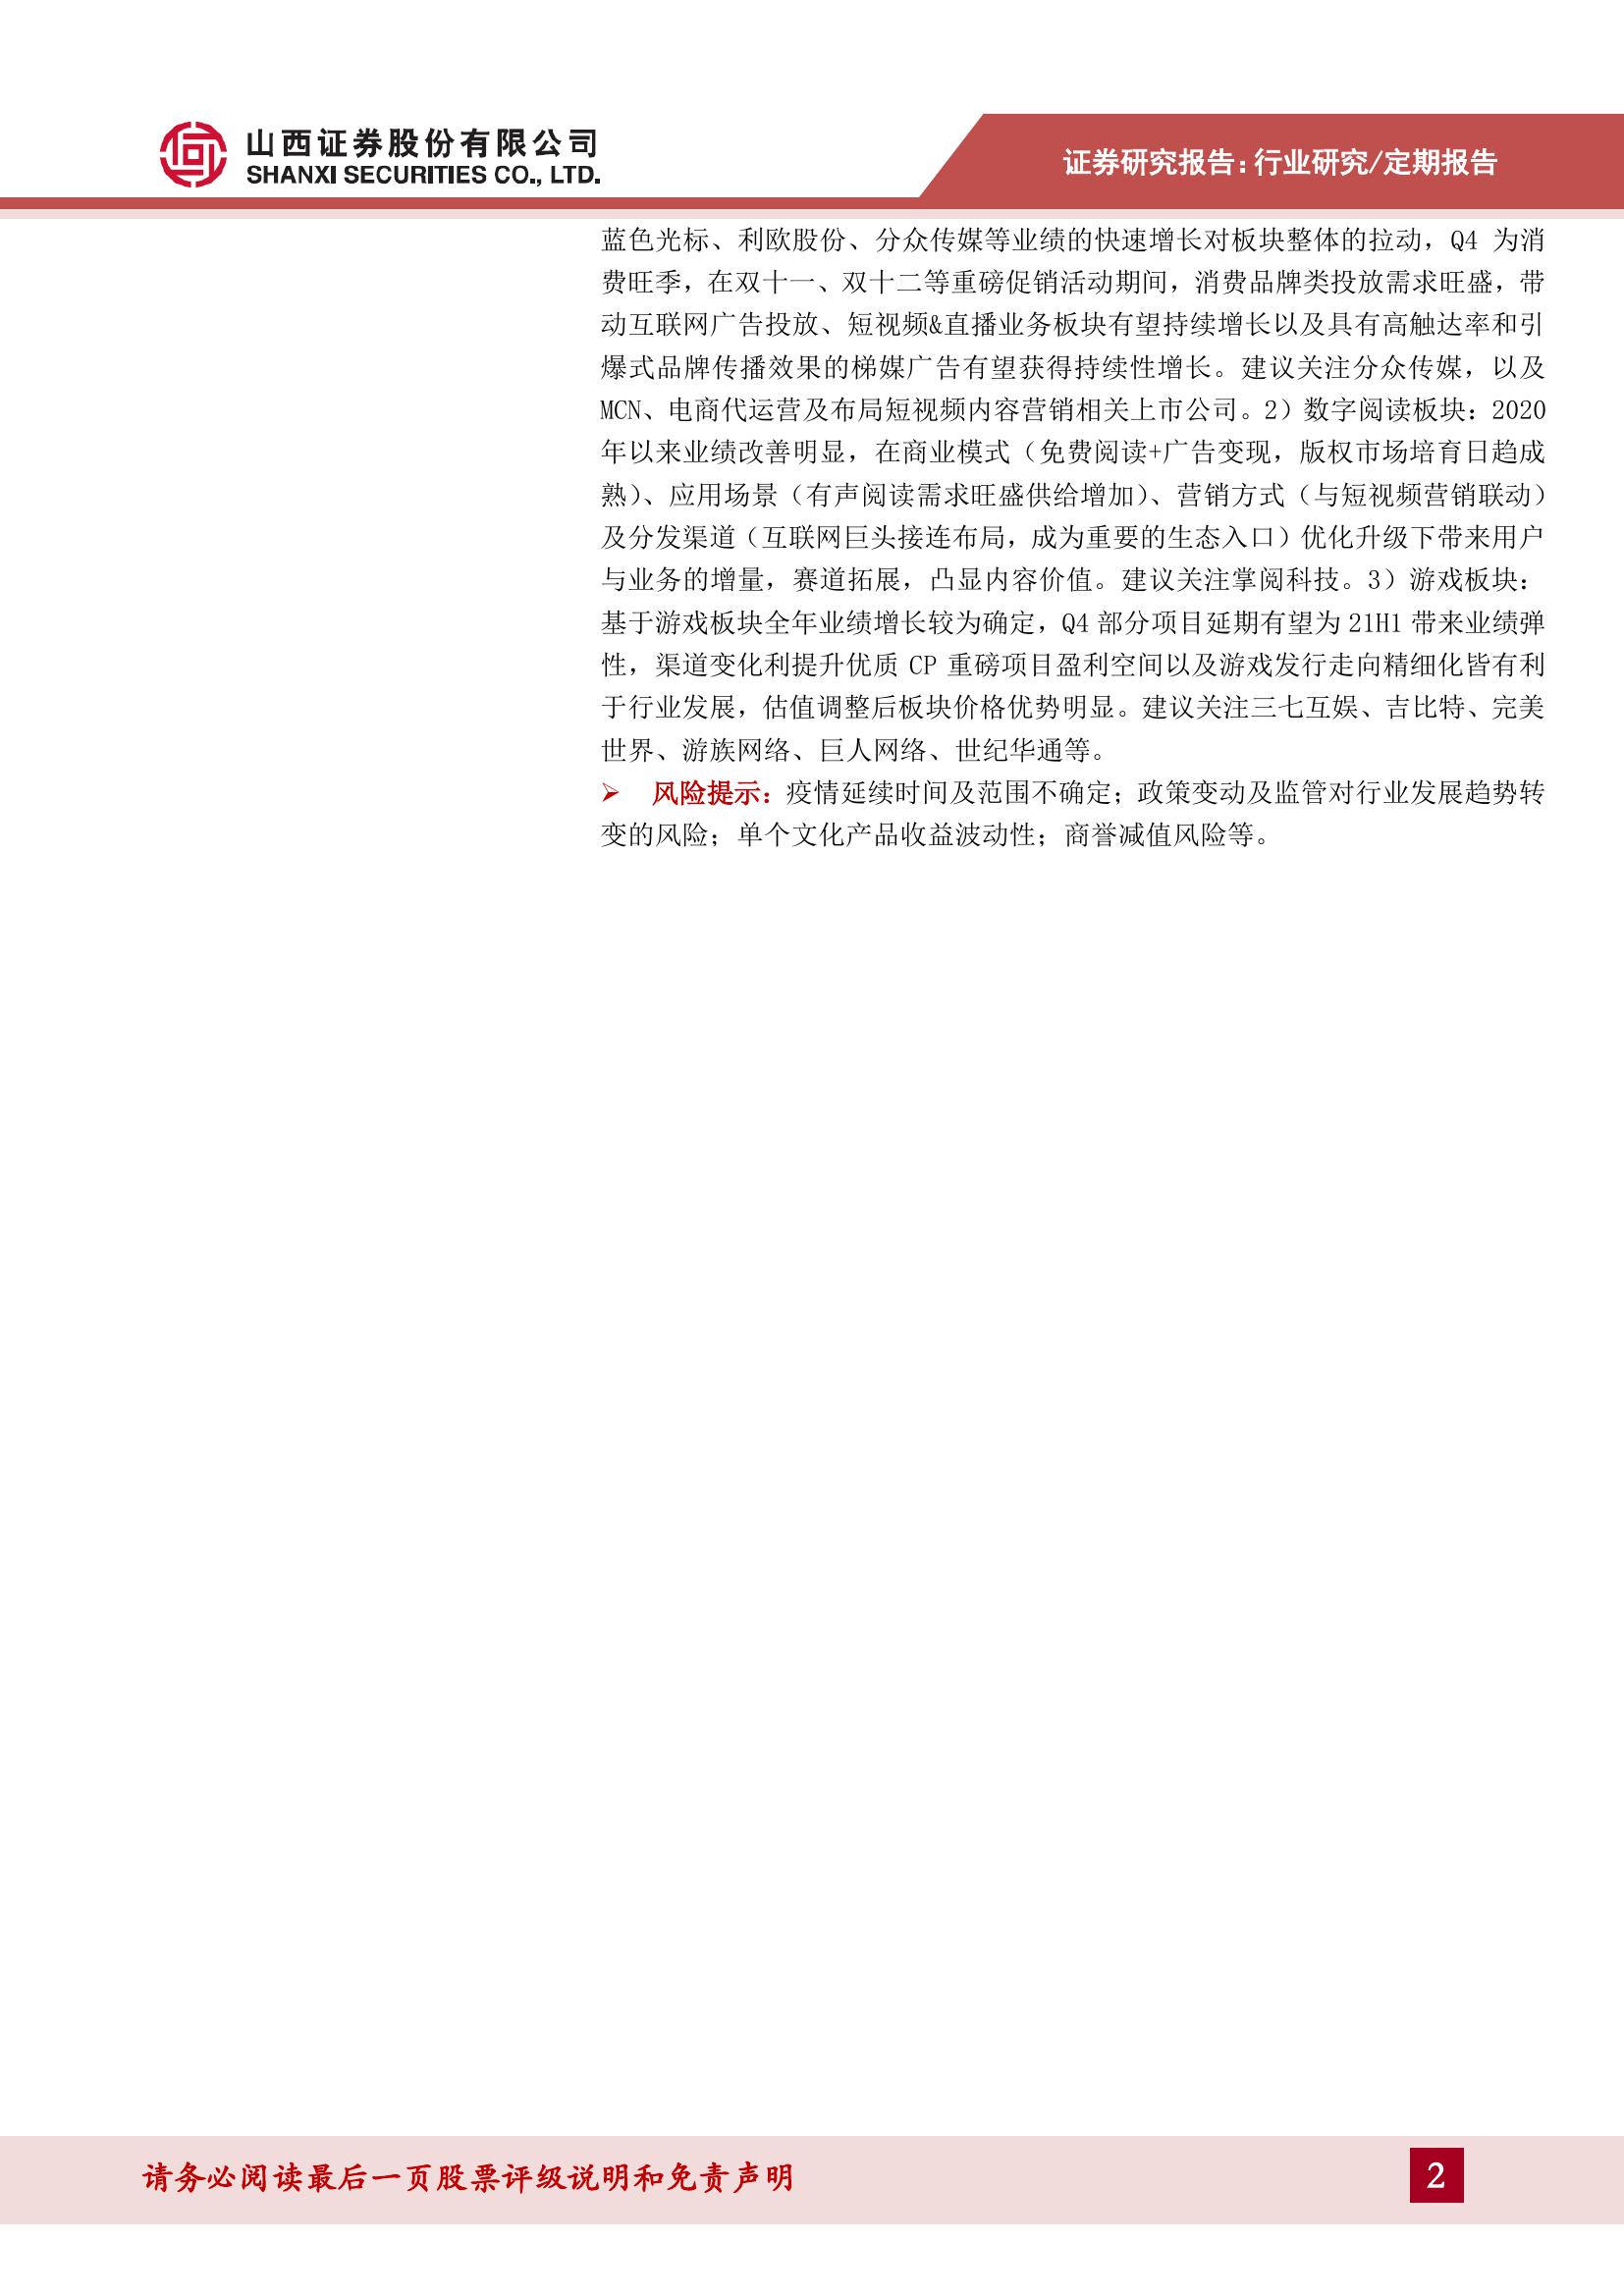 山西证券股份有限公司
SHANXI SECURITIES CO., LTD.
证券研究报告：行业研究/定期报告
蓝色光标、利欧股份、分众传媒等业绩的快速增长对板块整体的拉动，Q4 为消
费旺季，在双十一、双十二等重磅促销活动期间，消费品牌类投放需求旺盛，带
动互联网广告投放、短视频&直播业务板块有望持续增长以及具有高触达率和引
爆式品牌传播效果的梯媒广告有望获得持续性增长。建议关注分众传媒，以及
MCN、电商代运营及布局短视频内容营销相关上市公司。2）数字阅读板块：2020
年以来业绩改善明显，在商业模式（免费阅读+广告变现，版权市场培育日趋成
熟）、应用场景（有声阅读需求旺盛供给增加）、营销方式（与短视频营销联动）
及分发渠道（互联网巨头接连布局，成为重要的生态入口）优化升级下带来用户
与业务的增量，赛道拓展，凸显内容价值。建议关注掌阅科技。3）游戏板块：
基于游戏板块全年业绩增长较为确定，Q4 部分项目延期有望为 21H1 带来业绩弹
性，渠道变化利提升优质 CP 重磅项目盈利空间以及游戏发行走向精细化皆有利
于行业发展，估值调整后板块价格优势明显。建议关注三七互娱、吉比特、完美
世界、游族网络、巨人网络、世纪华通等。
➢ 风险提示：疫情延续时间及范围不确定；政策变动及监管对行业发展趋势转
变的风险；单个文化产品收益波动性；商誉减值风险等。
请务必阅读最后一页股票评级说明和免责声明
2